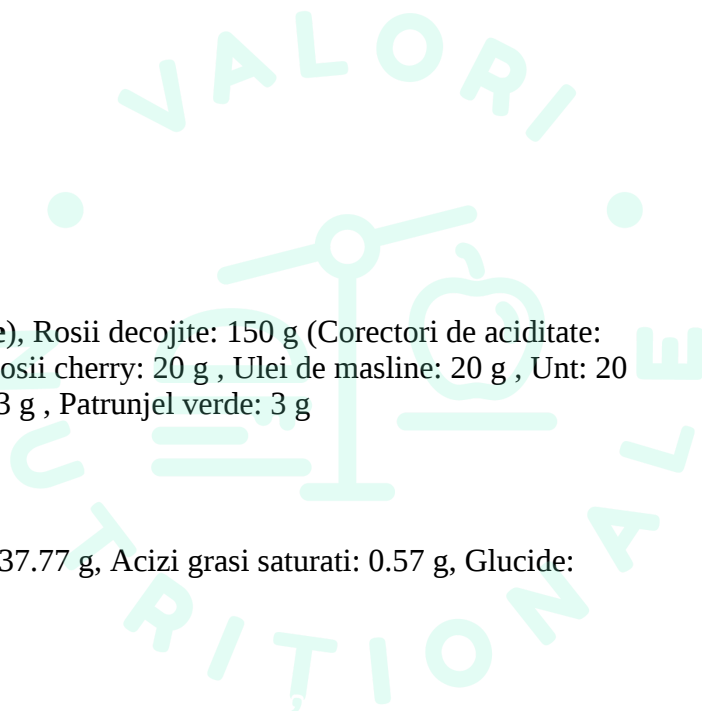 VALORI
e), Rosii decojite: 150 g (Corectori de aciditate:
osii cherry: 20 g , Ulei de masline: 20 g , Unt: 20
3 g , Patrunjel verde: 3 g
37.77 g, Acizi grasi saturati: 0.57 g, Glucide:
NUTRITIONALE